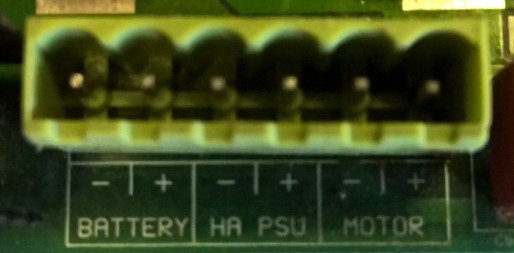 - + - + - +
BATTERY HA PSU MOTOR